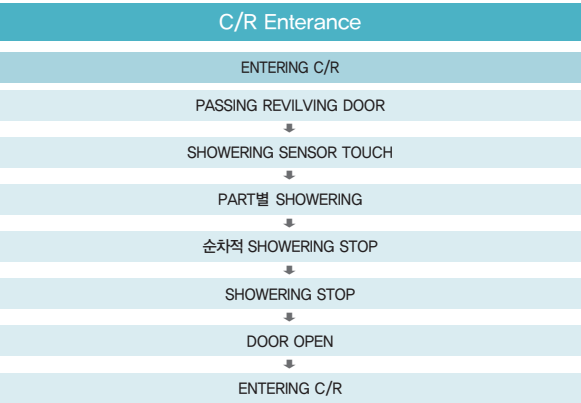 C/R Enterance
ENTERING C/R
PASSING REVILVING DOOR
SHOWERING SENSOR TOUCH
PART별 SHOWERING
순차적 SHOWERING STOP
SHOWERING STOP
DOOR OPEN
ENTERING C/R